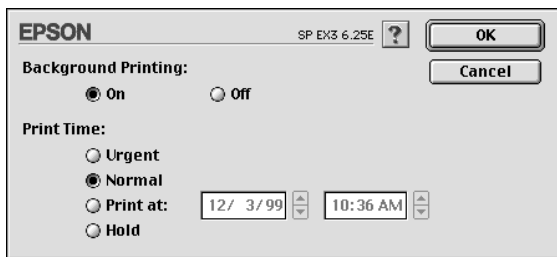 EPSON SP EX3 6.25E ? OK
Background Printing: Cancel
On Off
Print Time:
Urgent
Normal
Print at: 12/ 3/99 10:36 AM
Hold